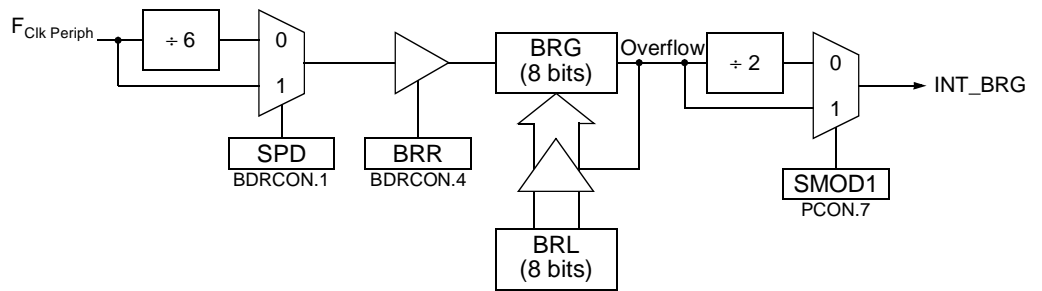 F Clk Periph
÷ 6
0
1
SPD
BDRCON.1
BRR
BDRCON.4
BRG
(8 bits)
Overflow
BRL
(8 bits)
÷ 2
0
1
SMOD1
PCON.7
INT_BRG